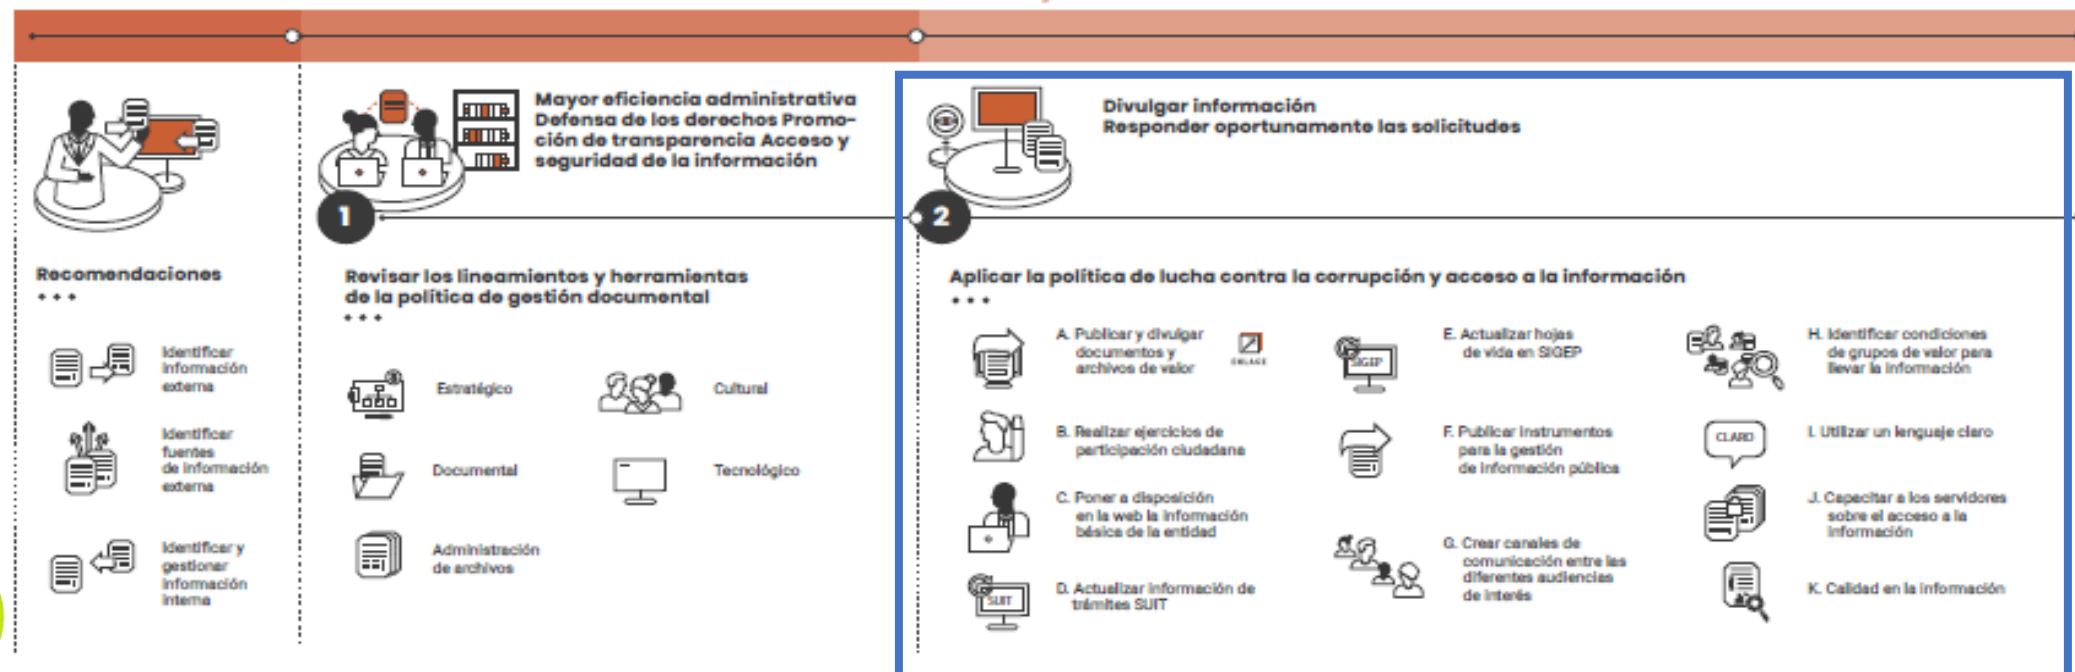 Recomendaciones
Identificar
información
externa
Identificar
fuentes
de información
externa
Identificar y
gestionar
información
interna
Mayor eficiencia administrativa
Defensa de los derechos Promo-
ción de transparencia Acceso y
seguridad de la información
1
Revisar los lineamientos y herramientas
de la política de gestión documental
Estratégico
Cultural
Documental
Tecnológico
Administración
de archivos
Divulgar información
Responder oportunamente las solicitudes
2
Aplicar la política de lucha contra la corrupción y acceso a la información
A. Publicar y divulgar
documentos y
archivos de valor
ENLACE
B. Realizar ejercicios de
participación ciudadana
C. Poner a disposición
en la web la información
básica de la entidad
SUIT
D. Actualizar información de
trámites SUIT
SIGEP
E. Actualizar hojas
de vida en SIGEP
F. Publicar instrumentos
para la gestión
de información pública
G. Crear canales de
comunicación entre las
diferentes audiencias
de interés
H. Identificar condiciones
de grupos de valor para
llevar la información
CLARO
I. Utilizar un lenguaje claro
J. Capacitar a los servidores
sobre el acceso a la
información
K. Calidad en la información